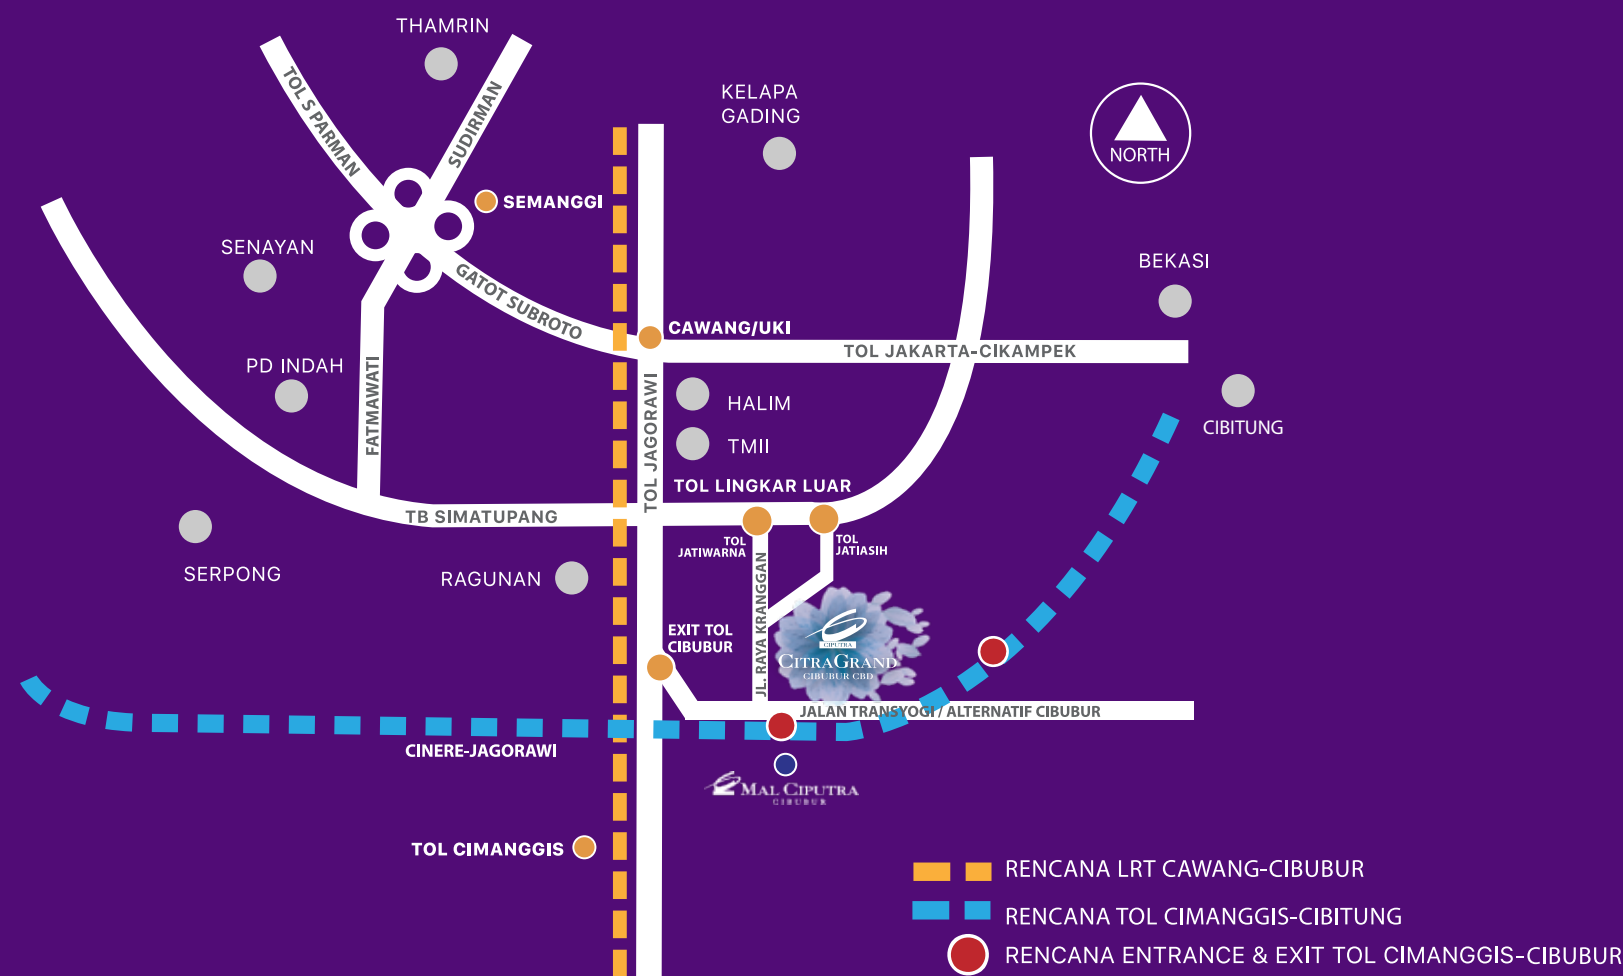 THAMRIN
TOL S PARMAN
SUDIRMAN
KELAPA
GADING
NORTH
SEMANGGI
SENAYAN
GATOT SUBROTO
BEKASI
CAWANG/UKI
TOL JAKARTA-CIKAMPEK
PD INDAH
FATMAWATI
TOL JAGORAWI
HALIM
TMII
CIBITUNG
TOL LINGKAR LUAR
TB SIMATUPANG
TOL
JATIWARNA
TOL
JATIASIH
SERPONG
RAGUNAN
JL. RAYA KRANGGAN
EXIT TOL
CIBUBUR
CIPUTRA
CITRAGRAND
CIBUBUR CBD
JALAN TRANSYOGI / ALTERNATIF CIBUBUR
CINERE-JAGORAWI
MAL CIPUTRA
CIBUBUR
TOL CIMANGGIS
RENCANA LRT CAWANG-CIBUBUR
RENCANA TOL CIMANGGIS-CIBITUNG
RENCANA ENTRANCE & EXIT TOL CIMANGGIS-CIBUBUR